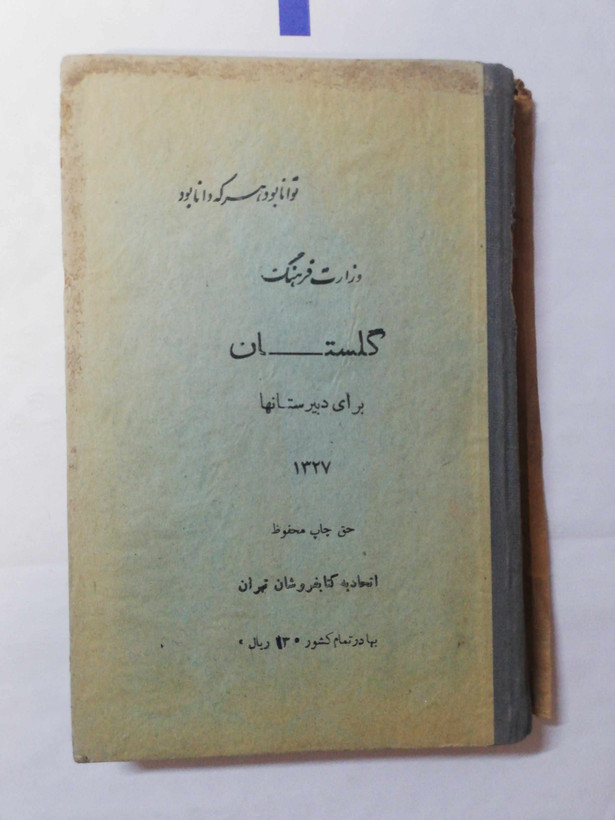 توانا بود هر که دانا بود
وزارت فرهنگ
گلستان
برای دبیرستانها
۱۳۲۷
حق چاپ محفوظ
اتحادیه کتابفروشان تهران
بها در تمام کشور ریال